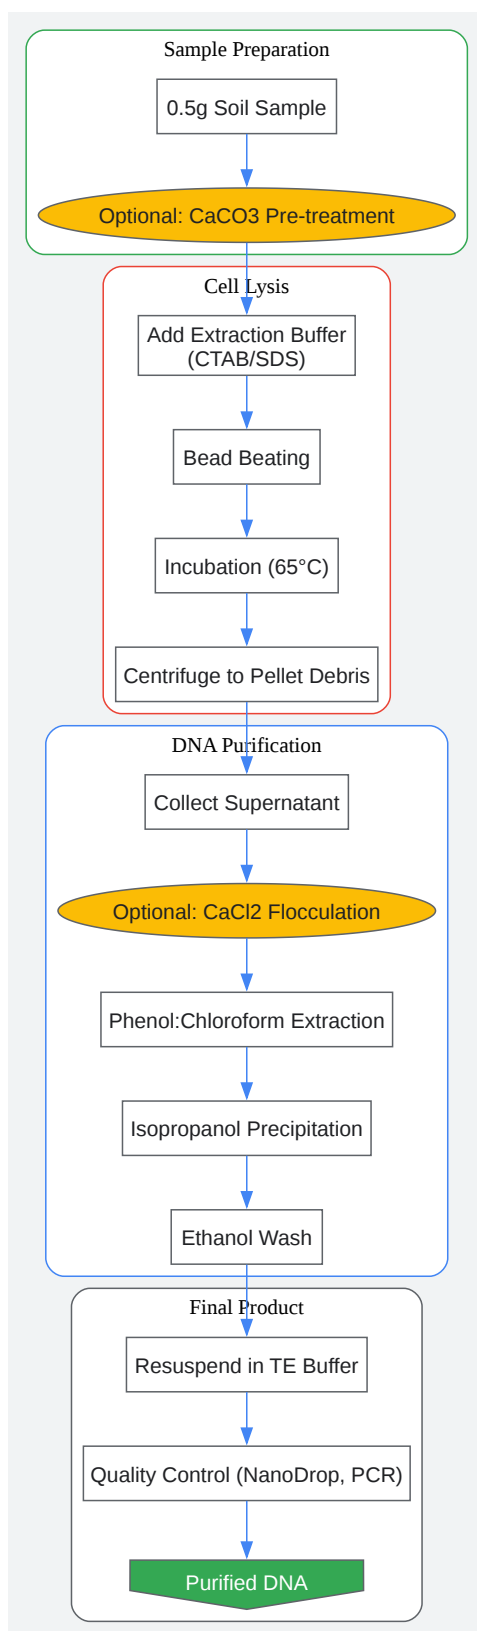 Sample Preparation
0.5g Soil Sample
Optional: CaCO3 Pre-treatment
Cell Lysis
Add Extraction Buffer
(CTAB/SDS)
Bead Beating
Incubation (65°C)
Centrifuge to Pellet Debris
DNA Purification
Collect Supernatant
Optional: CaCl2 Flocculation
Phenol:Chloroform Extraction
Isopropanol Precipitation
Ethanol Wash
Final Product
Resuspend in TE Buffer
Quality Control (NanoDrop, PCR)
Purified DNA